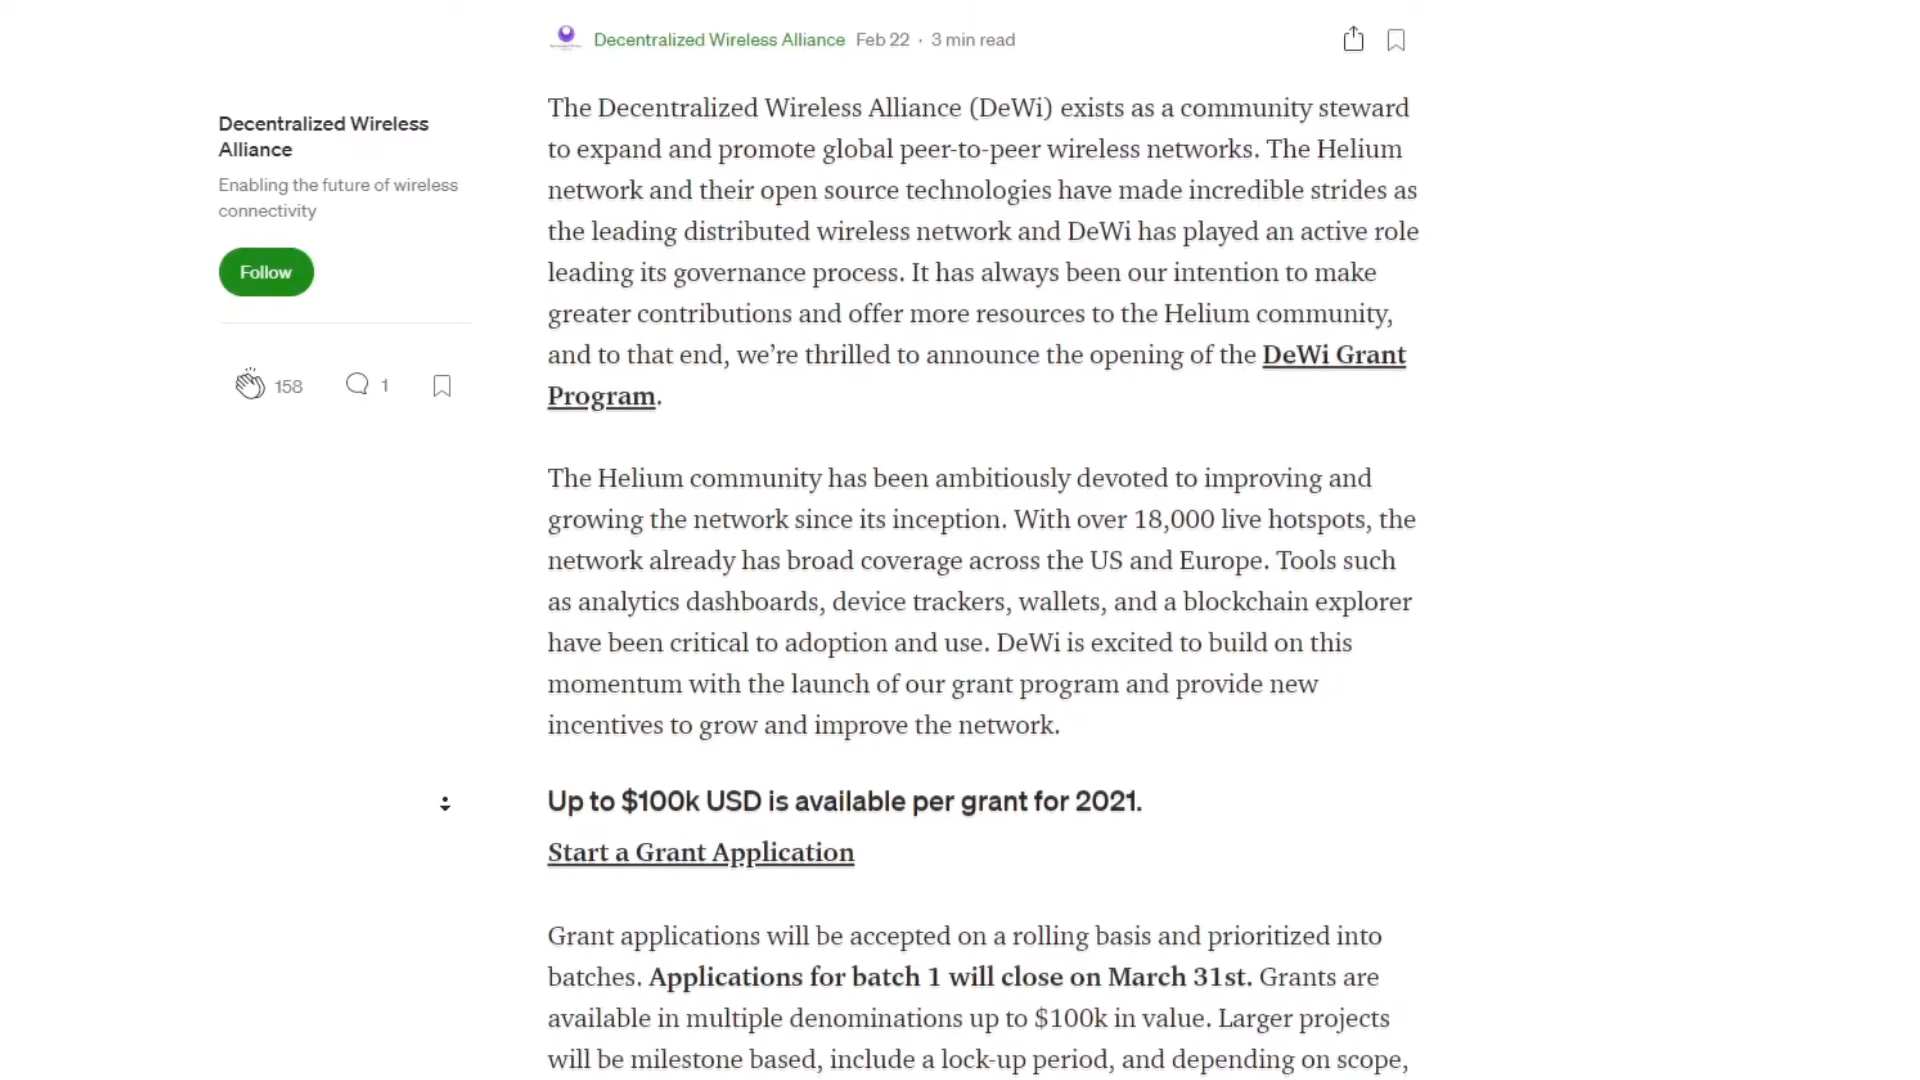 Decentralized Wireless Alliance Feb 22 · 3 min read
Decentralized Wireless
Alliance
Enabling the future of wireless
connectivity
Follow
158 1
The Decentralized Wireless Alliance (DeWi) exists as a community steward
to expand and promote global peer-to-peer wireless networks. The Helium
network and their open source technologies have made incredible strides as
the leading distributed wireless network and DeWi has played an active role
leading its governance process. It has always been our intention to make
greater contributions and offer more resources to the Helium community,
and to that end, we’re thrilled to announce the opening of the DeWi Grant
Program.
The Helium community has been ambitiously devoted to improving and
growing the network since its inception. With over 18,000 live hotspots, the
network already has broad coverage across the US and Europe. Tools such
as analytics dashboards, device trackers, wallets, and a blockchain explorer
have been critical to adoption and use. DeWi is excited to build on this
momentum with the launch of our grant program and provide new
incentives to grow and improve the network.
Up to $100k USD is available per grant for 2021.
Start a Grant Application
Grant applications will be accepted on a rolling basis and prioritized into
batches. Applications for batch 1 will close on March 31st. Grants are
available in multiple denominations up to $100k in value. Larger projects
will be milestone based, include a lock-up period, and depending on scope,